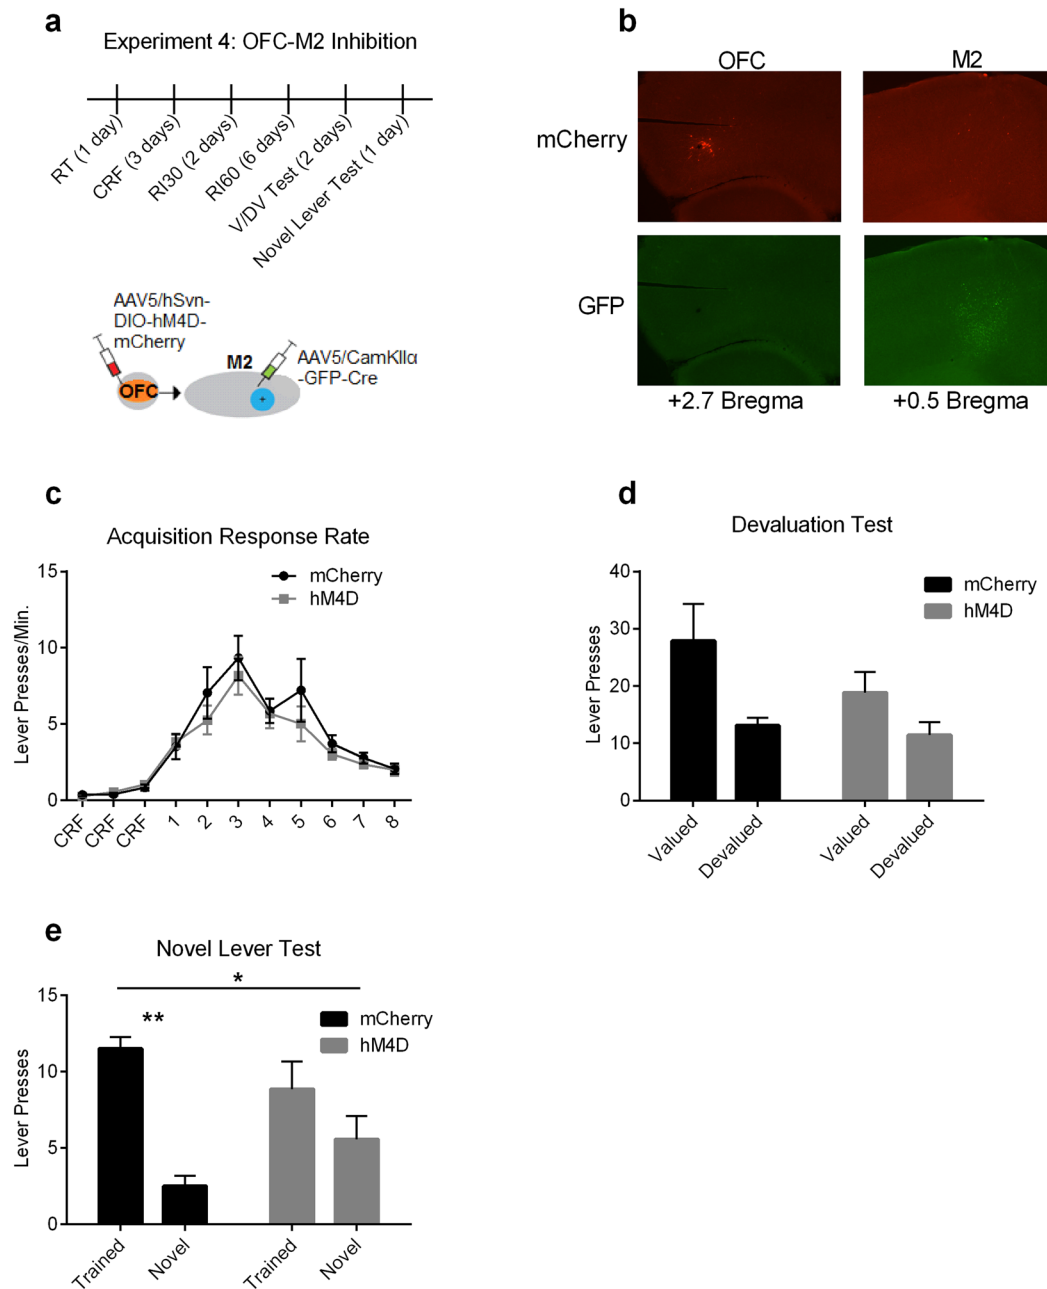 a
Experiment 4: OFC-M2 Inhibition
RT (1 day)
CRF (3 days)
RI30 (2 days)
RI60 (6 days)
V/DV Test (2 days)
Novel Lever Test (1 day)
AAV5/hSvn-
DIO-hM4D-
mCherry
OFC
M2
+
AAV5/CamKIIα
-GFP-Cre
b
OFC
M2
mCherry
GFP
+2.7 Bregma
+0.5 Bregma
c
Acquisition Response Rate
mCherry
hM4D
Lever Presses/Min.
15
10
5
0
CRF
CRF
CRF
1
2
3
4
5
6
7
8
d
Devaluation Test
mCherry
hM4D
Lever Presses
40
30
20
10
0
Valued
Devalued
Valued
Devalued
e
Novel Lever Test
*
**
mCherry
hM4D
Lever Presses
15
10
5
0
Trained
Novel
Trained
Novel